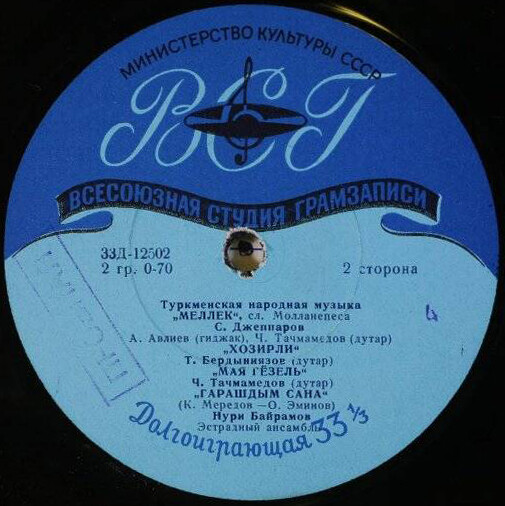 МИНИСТЕРСТВО КУЛЬТУРЫ СССР
ВСГ
ВСЕСОЮЗНАЯ СТУДИЯ ГРАМЗАПИСИ
33Д-12502
2 гр. 0-70
2 сторона
Туркменская народная музыка
„МЕЛЛЕК“, сл. Молланепеса
С. Джеппаров
А. Авлиев (гиджак), Ч. Тачмамедов (дутар)
„ХОЗИРЛИ“
Т. Бердыниязов (дутар)
„МАЯ ГЁЗЕЛЬ“
Ч. Тачмамедов (дутар)
„ГАРАШДЫМ САНА“
(К. Мередов —О. Эминов)
Нури Байрамов
Эстрадный ансамбль
Долгоиграющая 33 1/3